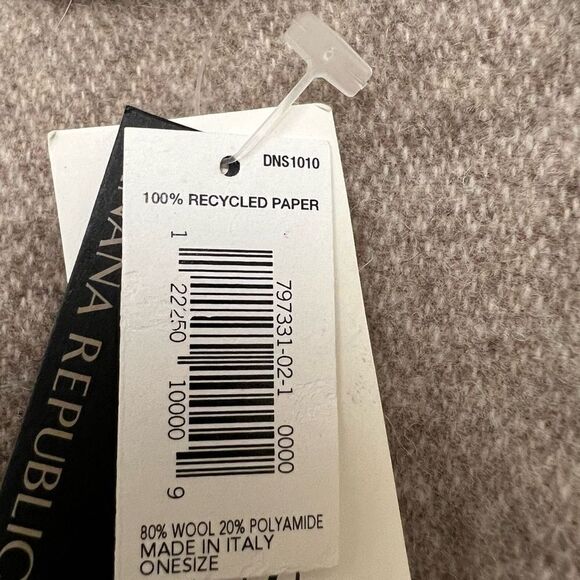 DNS1010
100% RECYCLED PAPER
797331-02-1 0000
1 22250 10000 9
80% WOOL 20% POLYAMIDE
MADE IN ITALY
ONESIZE
NANA REPUBLIC